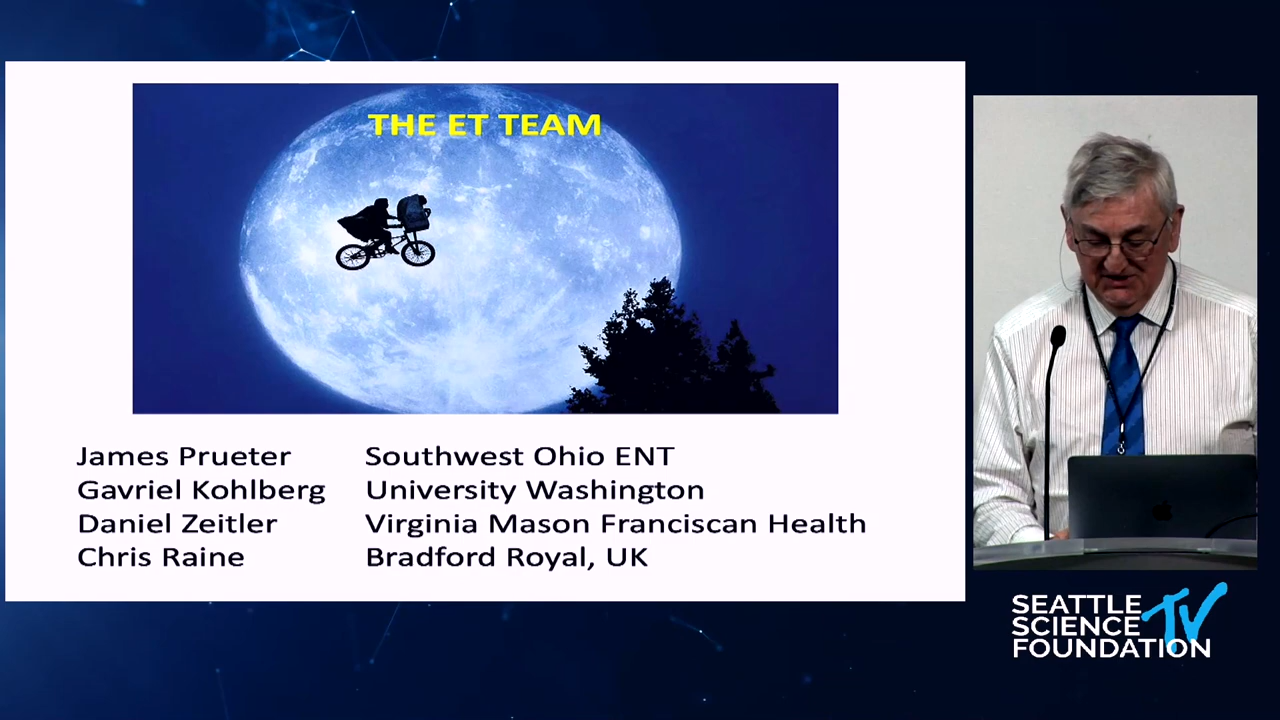 THE ET TEAM
James Prueter Southwest Ohio ENT
Gavriel Kohlberg University Washington
Daniel Zeitler Virginia Mason Franciscan Health
Chris Raine Bradford Royal, UK
SEATTLE
SCIENCE TV
FOUNDATION